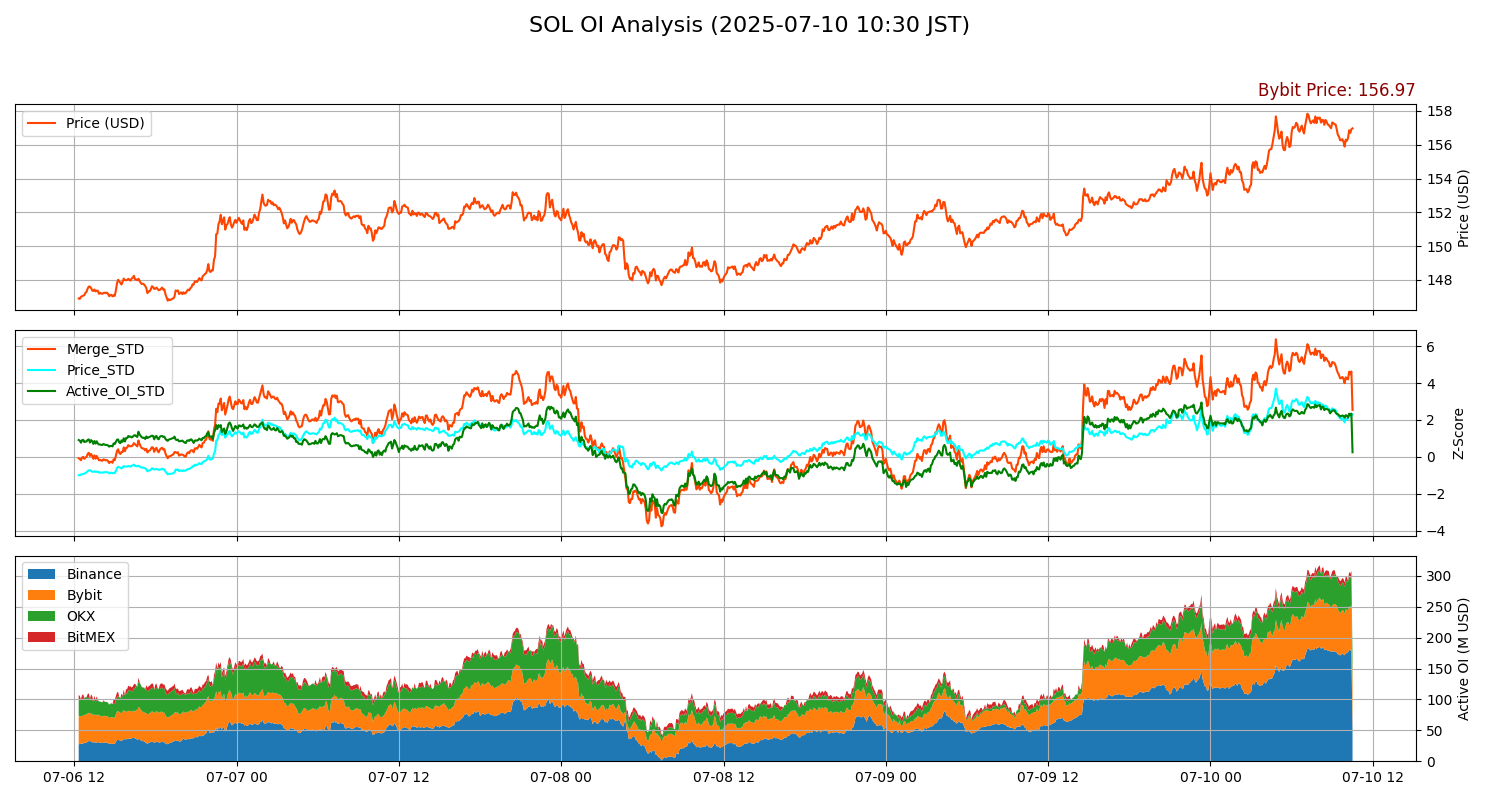 SOL OI Analysis (2025-07-10 10:30 JST)
Bybit Price: 156.97
Price (USD)
158
156
154
152
150
148
Price (USD)
Merge_STD
Price_STD
Active_OI_STD
6
4
2
0
−2
−4
Z-Score
Binance
Bybit
OKX
BitMEX
300
250
200
150
100
50
0
Active OI (M USD)
07-06 12
07-07 00
07-07 12
07-08 00
07-08 12
07-09 00
07-09 12
07-10 00
07-10 12